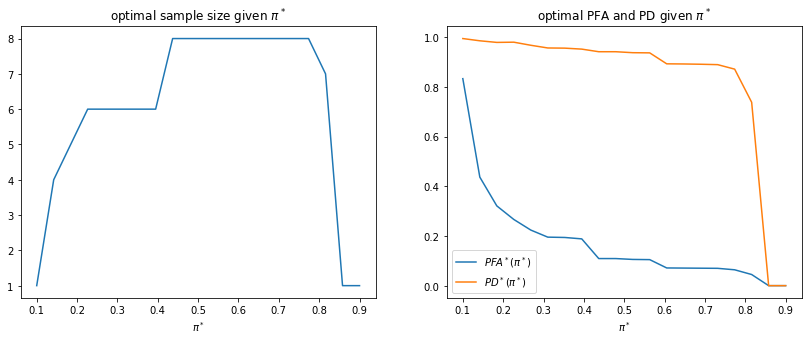 optimal sample size given π*
8
7
6
5
4
3
2
1
0.1 0.2 0.3 0.4 0.5 0.6 0.7 0.8 0.9
π*
optimal PFA and PD given π*
1.0
0.8
0.6
0.4
0.2
0.0
PFA*(π*)
PD*(π*)
0.1 0.2 0.3 0.4 0.5 0.6 0.7 0.8 0.9
π*